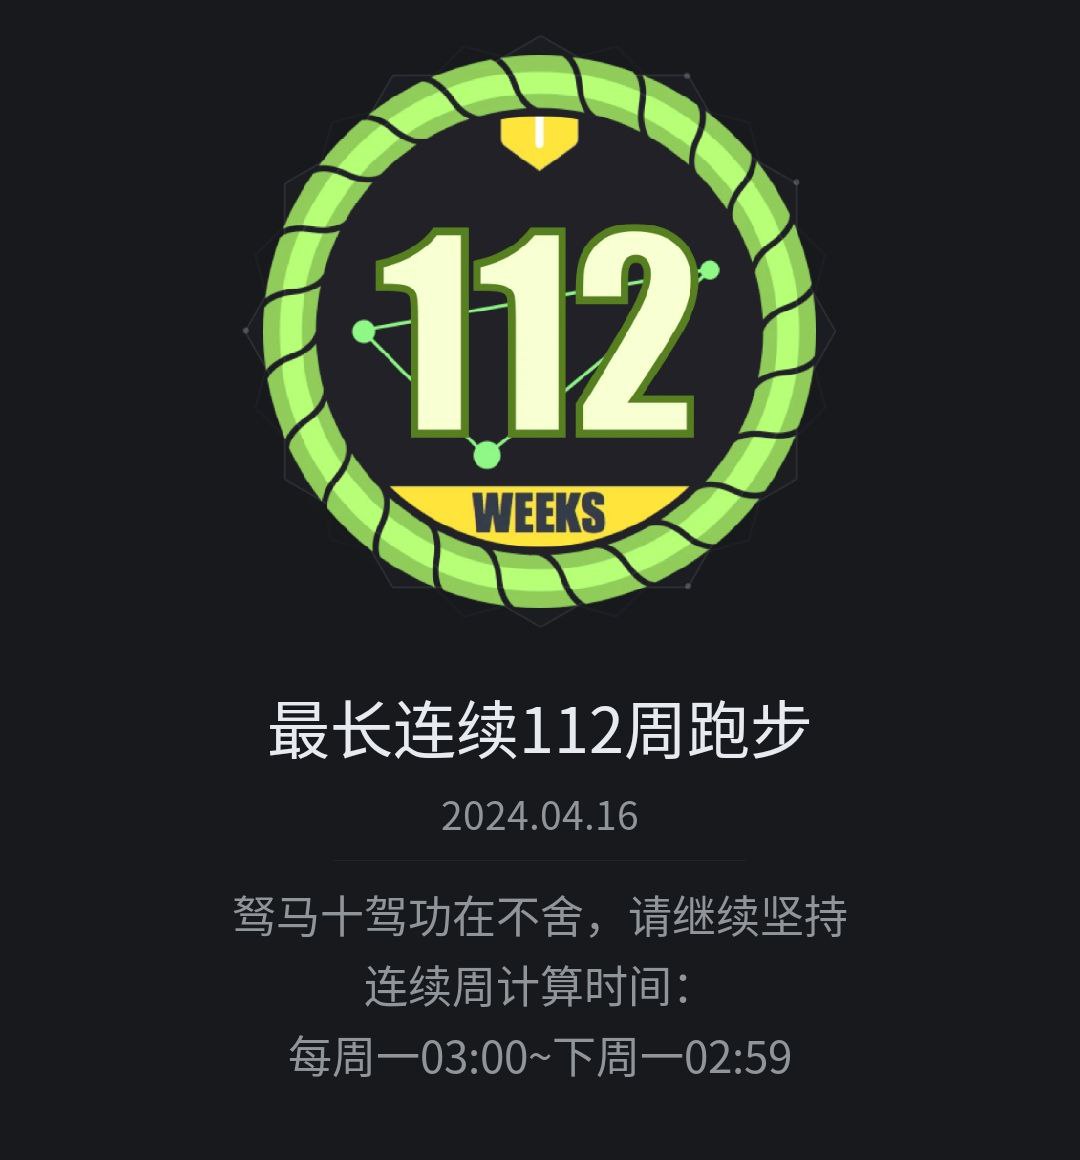 112
WEEKS
最长连续112周跑步
2024.04.16
驽马十驾功在不舍，请继续坚持
连续周计算时间：
每周一03:00~下周一02:59